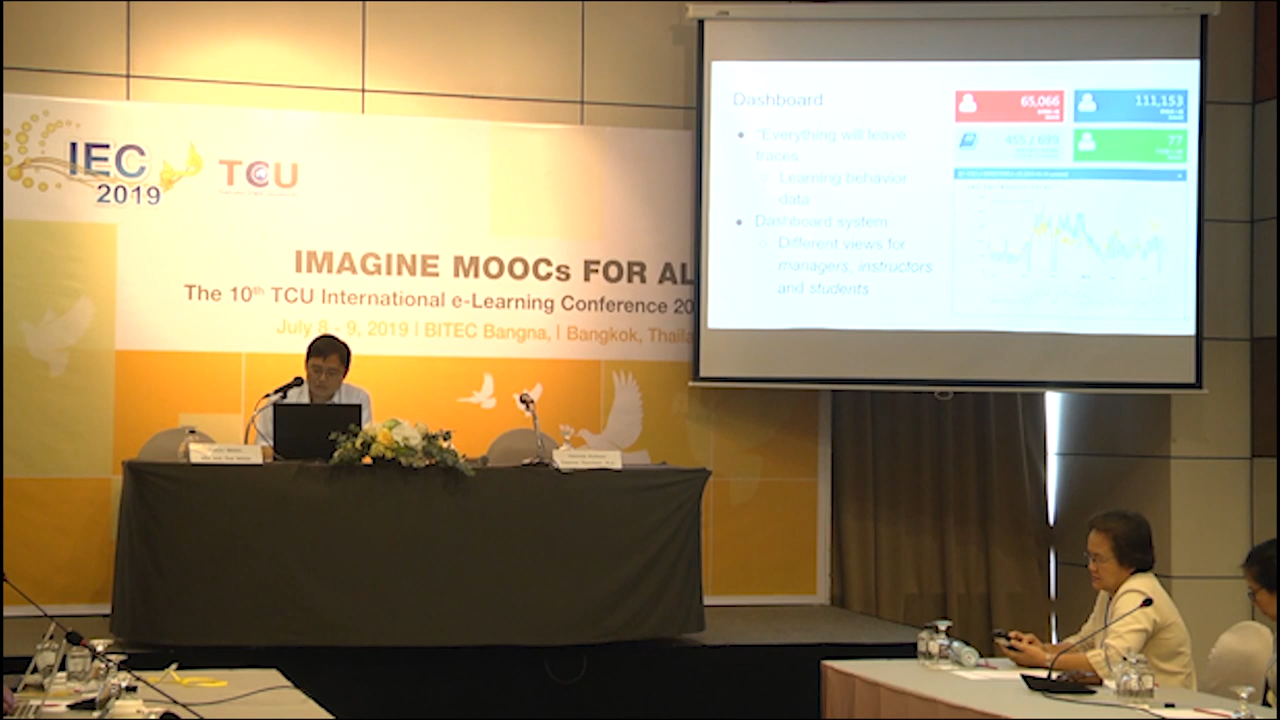 IEC
2019
TCU
IMAGINE MOOCs FOR AL
The 10th TCU International e-Learning Conference 20
July 8 - 9, 2019 | BITEC Bangna, | Bangkok, Thaila
Dashboard
• "Everything will leave
traces
○ Learning behavior
data
• Dashboard system
○ Different views for
managers, instructors
and students
65,066
111,153
455 / 699
77